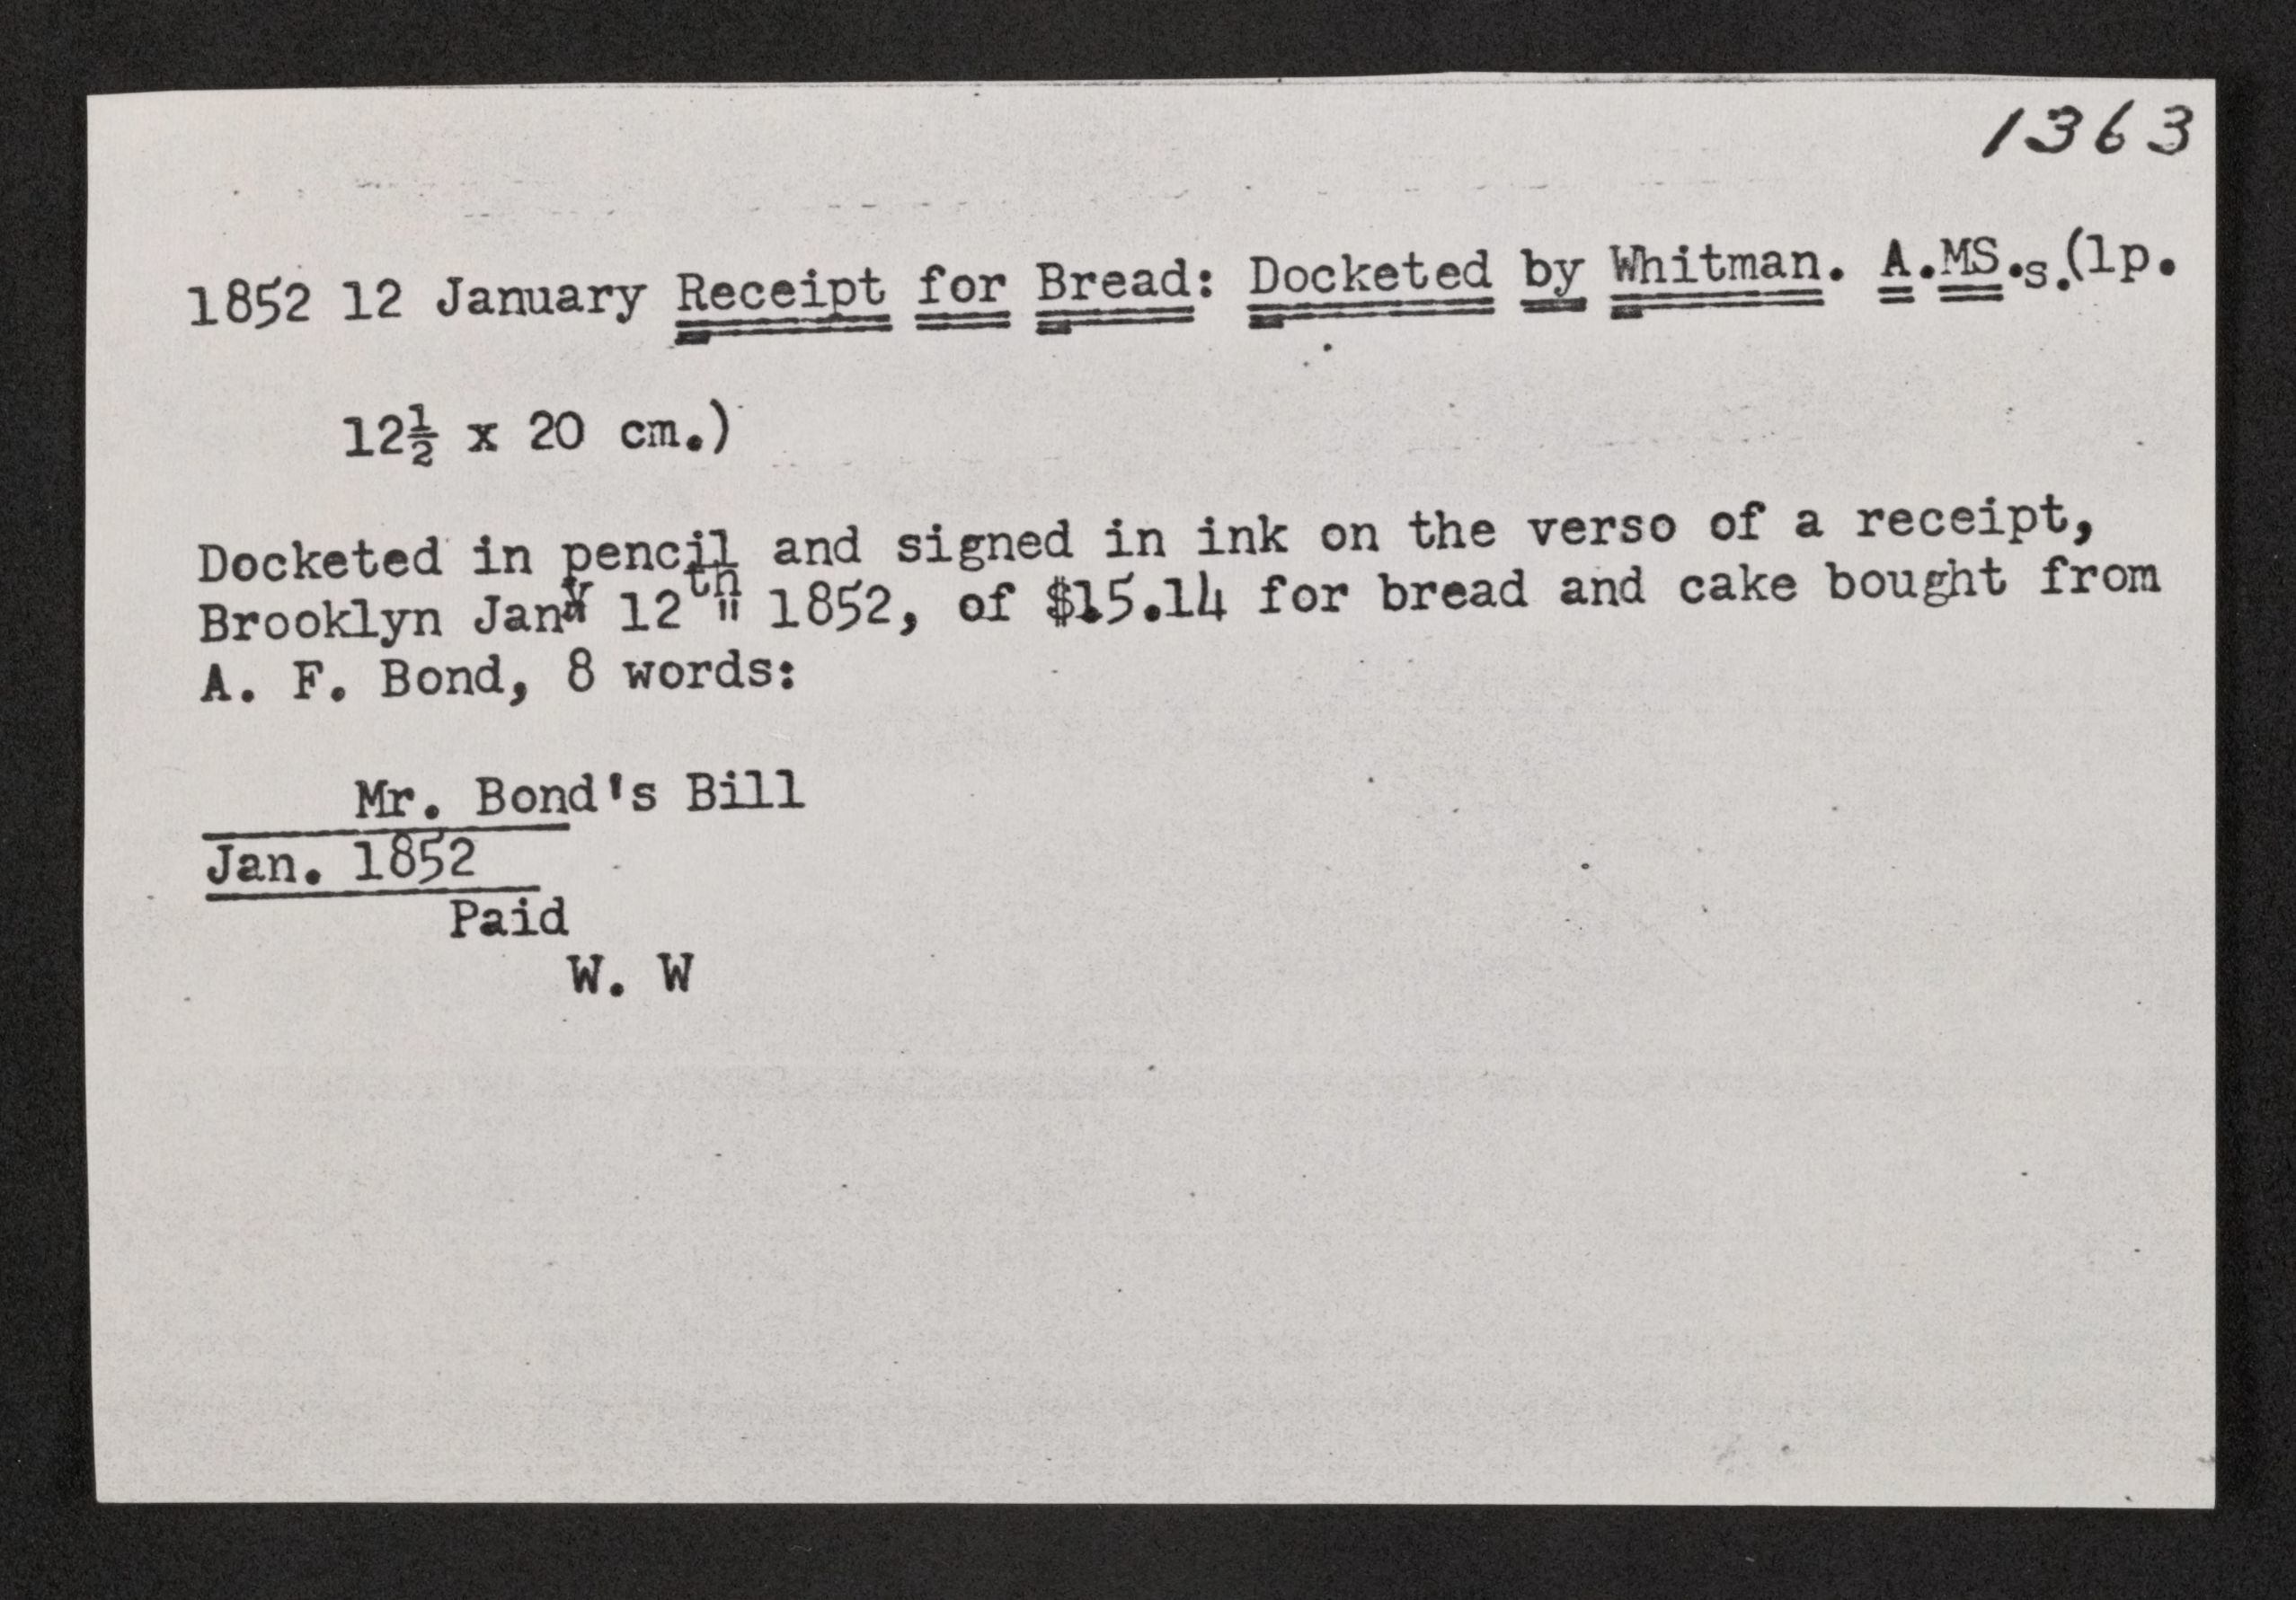 1363
1852 12 January Receipt for Bread: Docketed by Whitman. A.MS.s.(1p.
12½ x 20 cm.)
Docketed in pencil and signed in ink on the verso of a receipt,
Brooklyn Janʸ 12ᵗʰ 1852, of $15.14 for bread and cake bought from
A. F. Bond, 8 words:
Mr. Bond's Bill
Jan. 1852
Paid
W. W